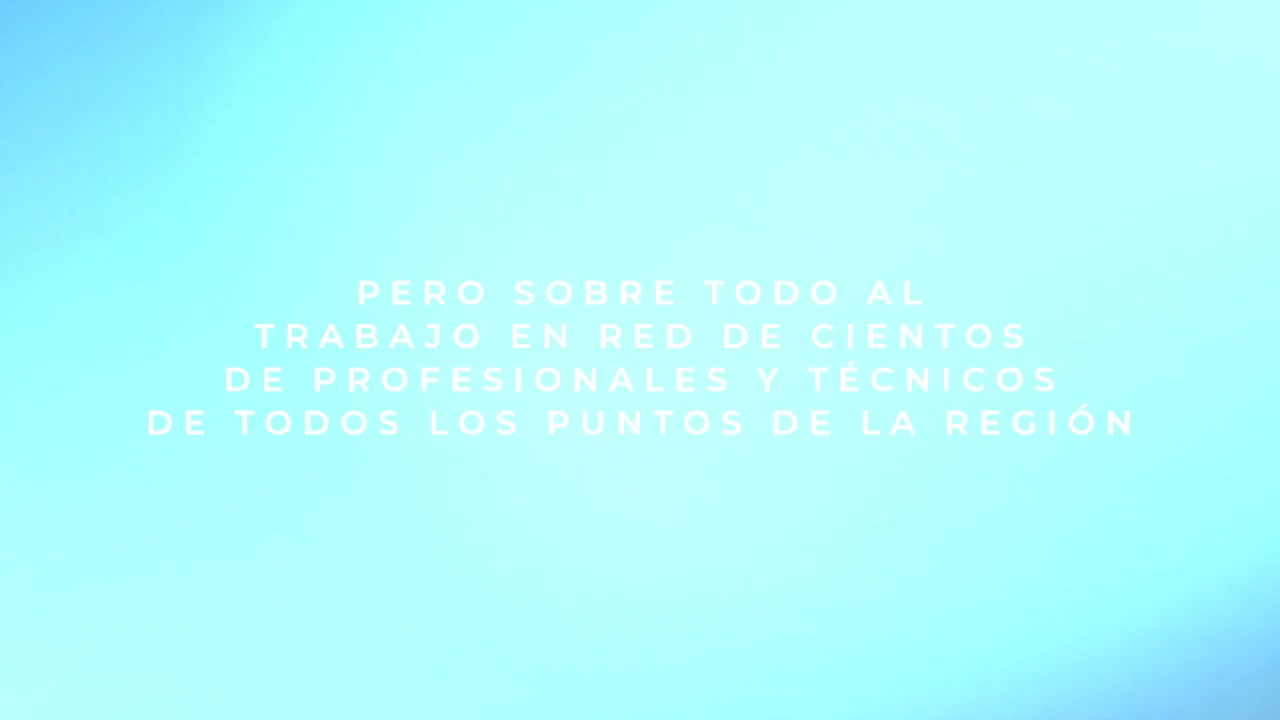 PERO SOBRE TODO AL
TRABAJO EN RED DE CIENTOS
DE PROFESIONALES Y TÉCNICOS
DE TODOS LOS PUNTOS DE LA REGIÓN